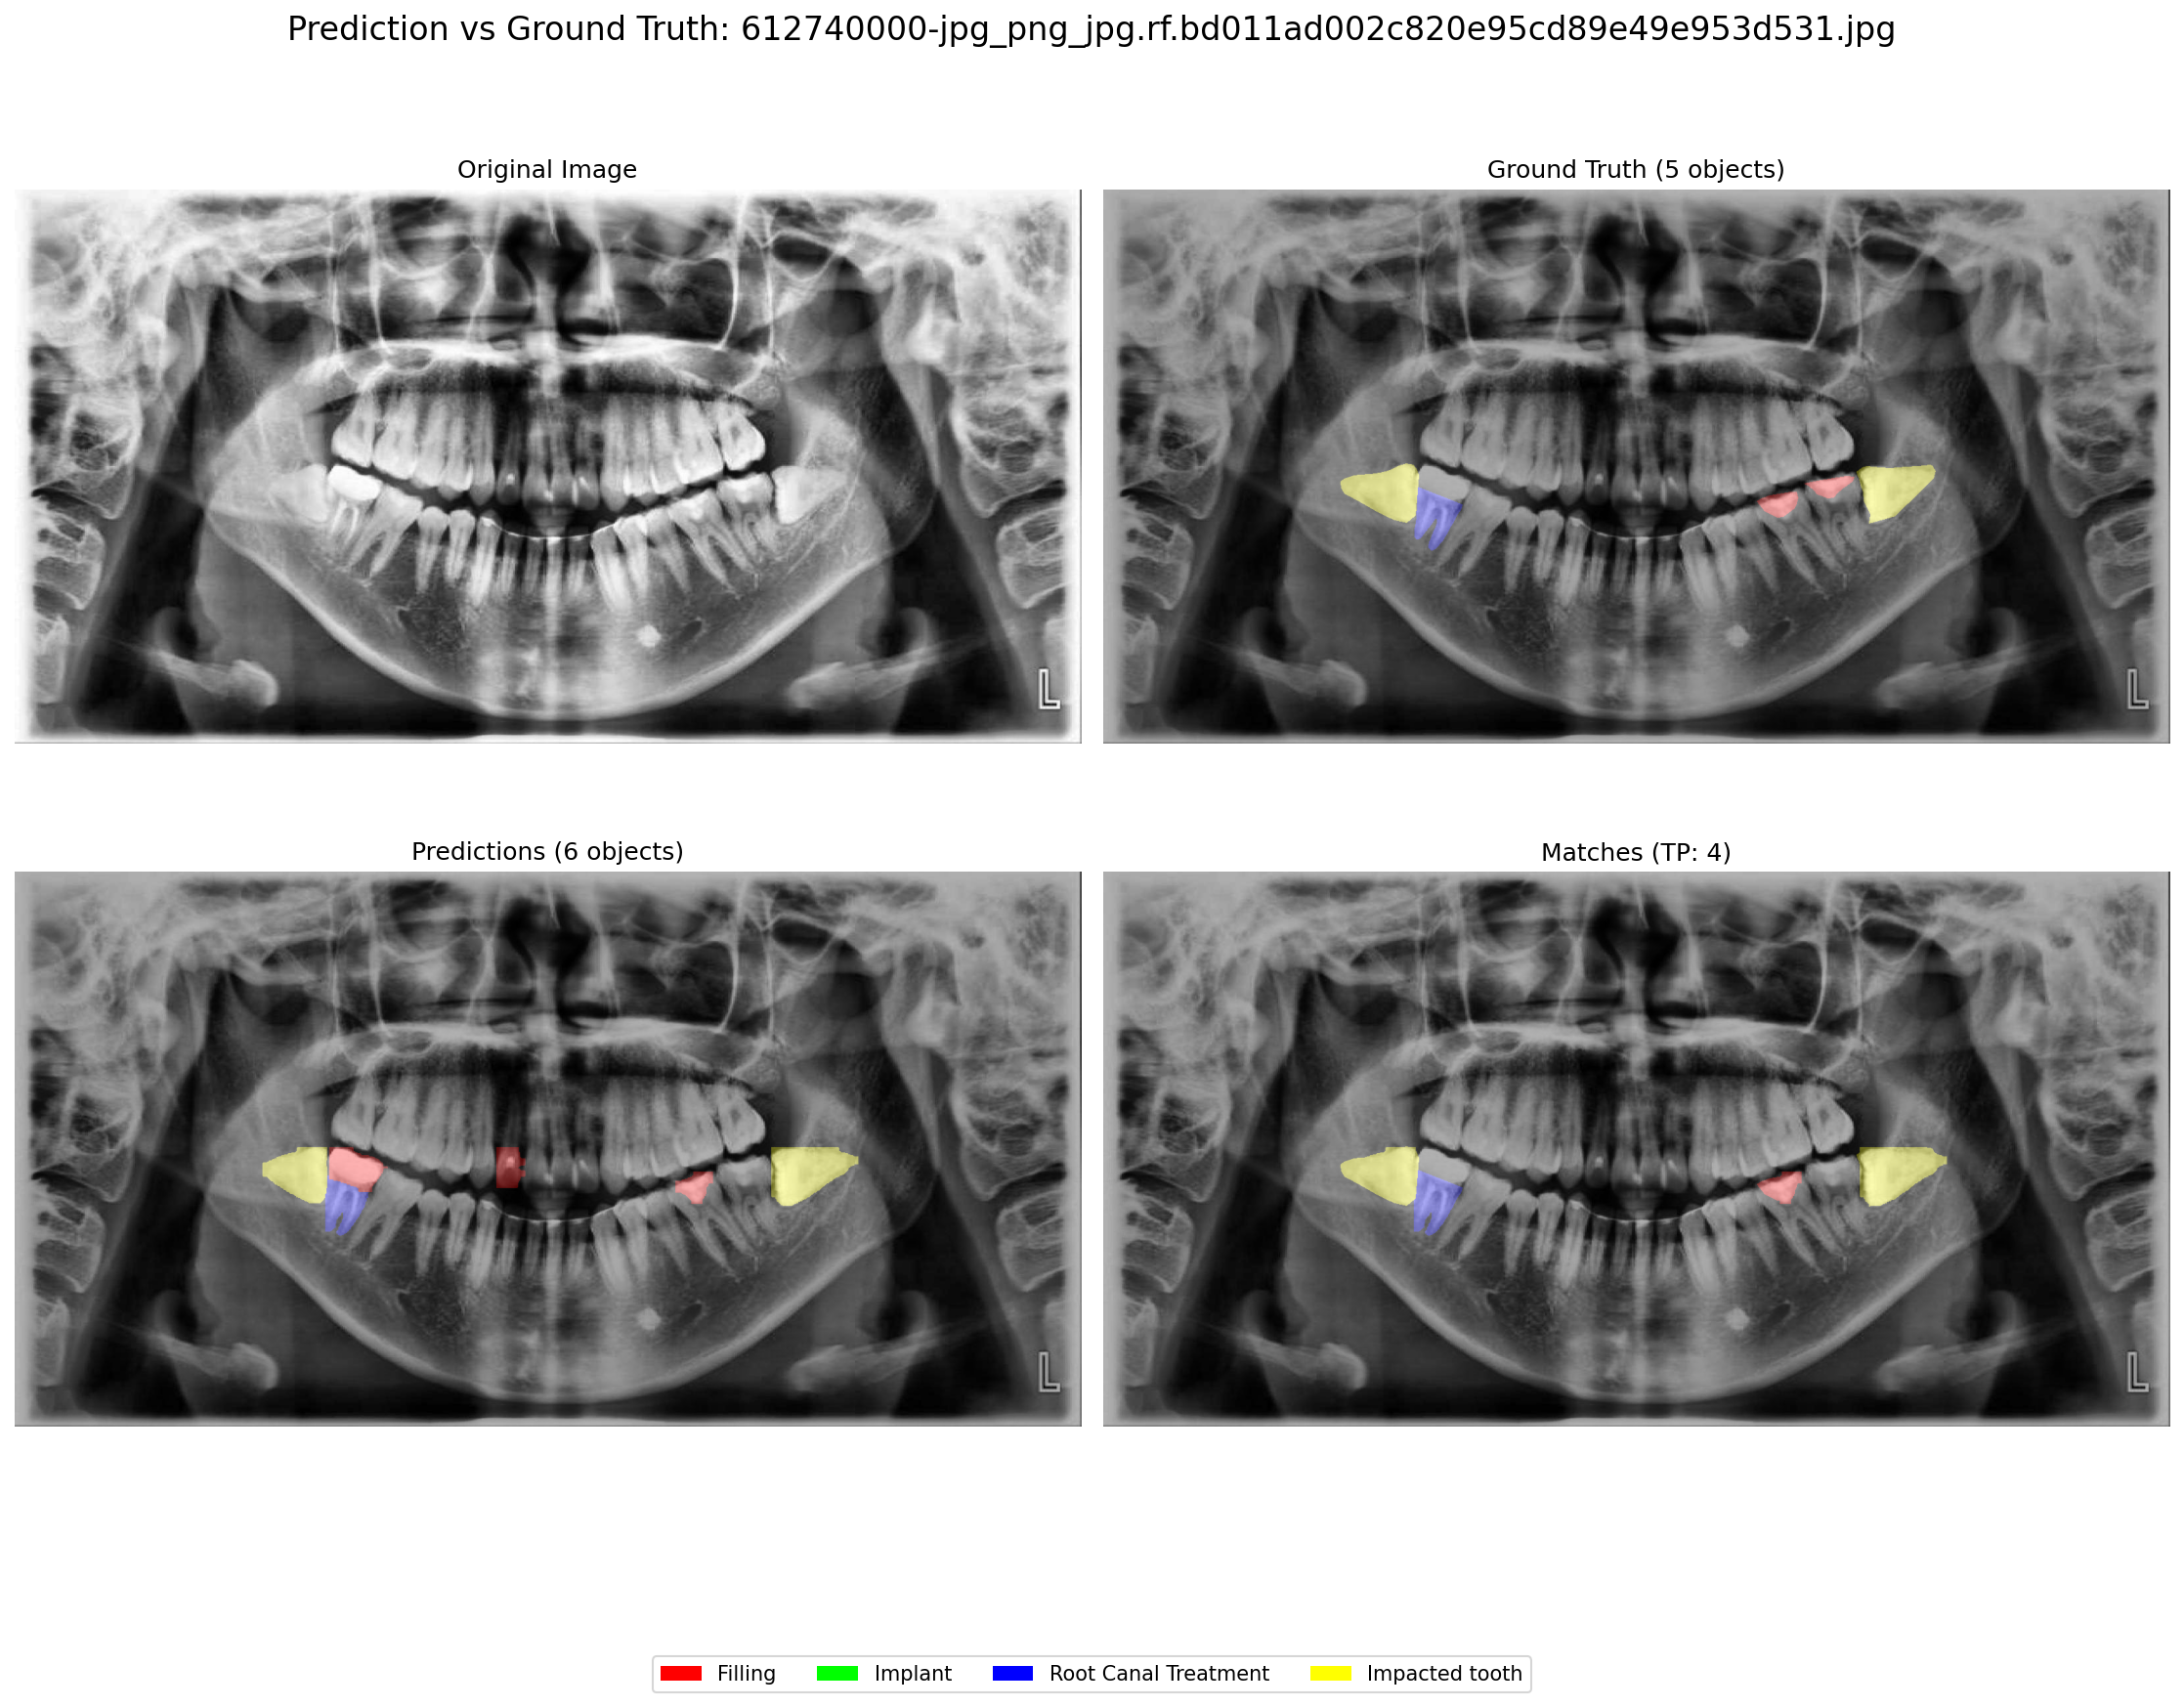 Prediction vs Ground Truth: 612740000-jpg_png_jpg.rf.bd011ad002c820e95cd89e49e953d531.jpg
Original Image
Ground Truth (5 objects)
L
L
Predictions (6 objects)
Matches (TP: 4)
L
L
Filling
Implant
Root Canal Treatment
Impacted tooth